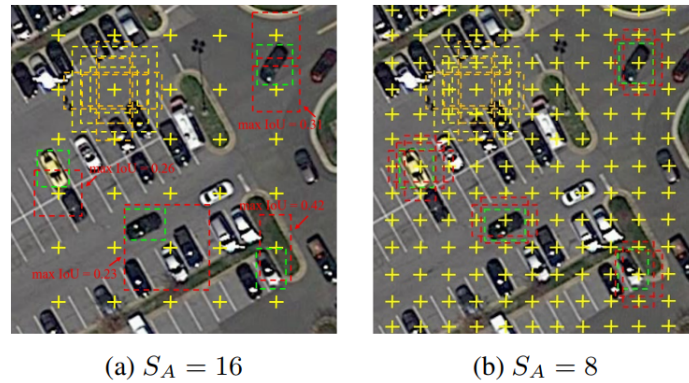 max IoU = 0.33
max IoU = 0.26
max IoU = 0.42
max IoU = 0.23
(a) S_A = 16
(b) S_A = 8